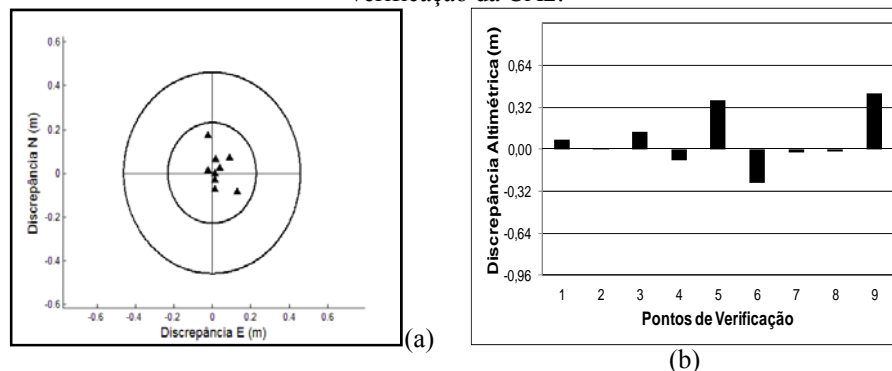 verificação da CAL.
0.6
0.4
0.2
0
-0.2
-0.4
-0.6
Discrepância N (m)
-0.6 -0.4 -0.2 0 0.2 0.4 0.6
Discrepância E (m)
(a)
Discrepância Altimétrica (m)
0,64
0,32
0,00
-0,32
-0,64
-0,96
1 2 3 4 5 6 7 8 9
Pontos de Verificação
(b)